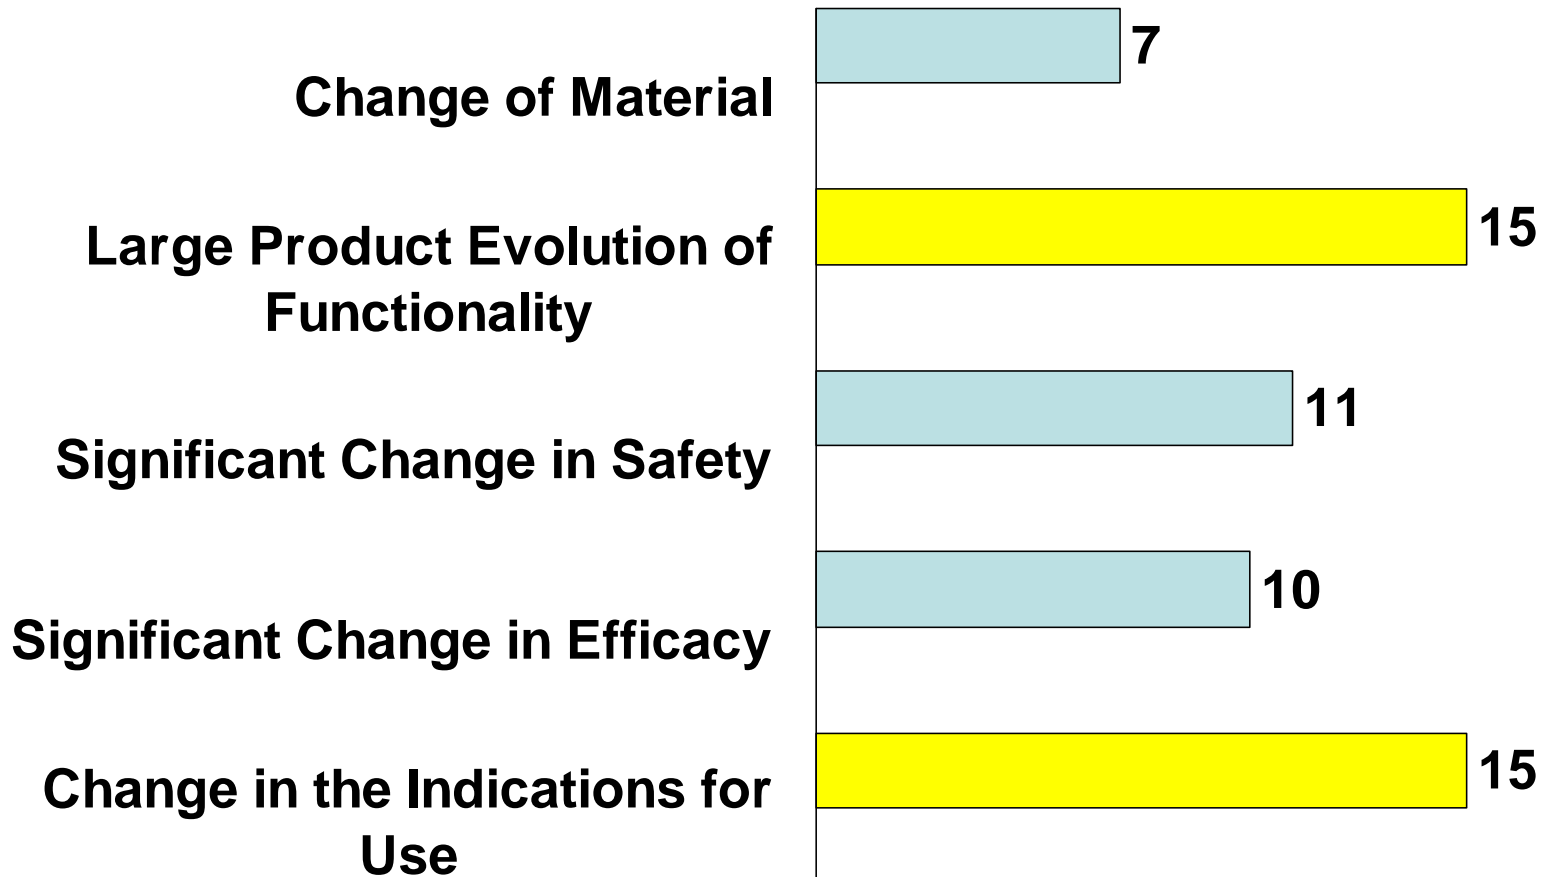 7
Change of Material
15
Large Product Evolution of
Functionality
11
Significant Change in Safety
10
Significant Change in Efficacy
15
Change in the Indications for
Use